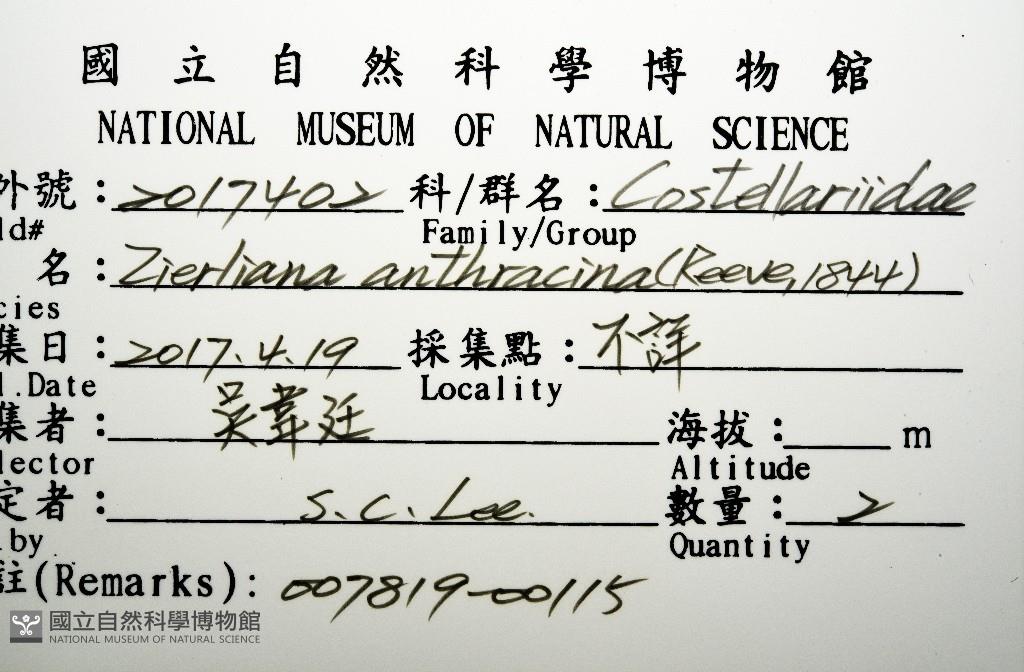 國立自然科學博物館
NATIONAL MUSEUM OF NATURAL SCIENCE
外號：2017402 科/群名：Costellariidae
ld# Family/Group
名：Zierliana anthracina (Reeve, 1844)
cies
集日：2017.4.19 採集點：不詳
l.Date Locality
集者：吳韋廷 海拔：____ m
lector Altitude
定者：S. C. Lee. 數量：2
.by Quantity
註(Remarks): 007819-00115
國立自然科學博物館
NATIONAL MUSEUM OF NATURAL SCIENCE